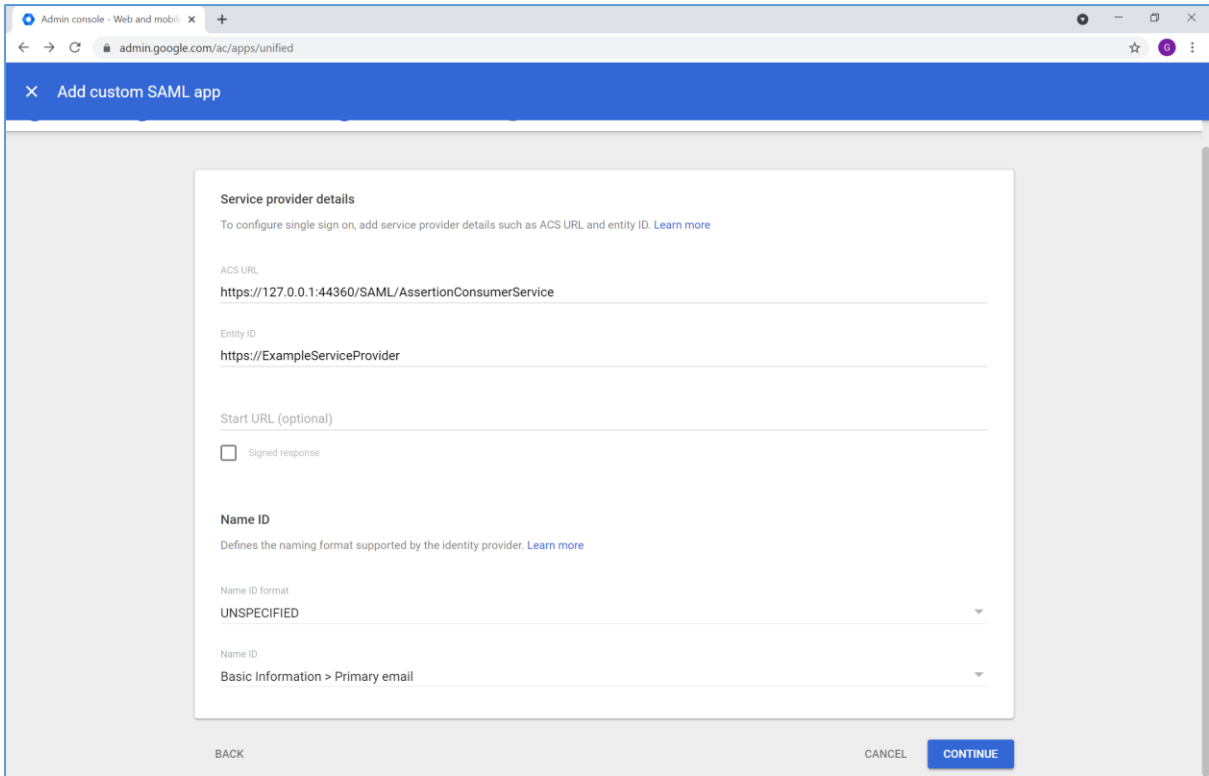 Admin console - Web and mobil
admin.google.com/ac/apps/unified
G
Add custom SAML app
Service provider details
To configure single sign on, add service provider details such as ACS URL and entity ID. Learn more
ACS URL
https://127.0.0.1:44360/SAML/AssertionConsumerService
Entity ID
https://ExampleServiceProvider
Start URL (optional)
Signed response
Name ID
Defines the naming format supported by the identity provider. Learn more
Name ID format
UNSPECIFIED
Name ID
Basic Information > Primary email
BACK
CANCEL
CONTINUE